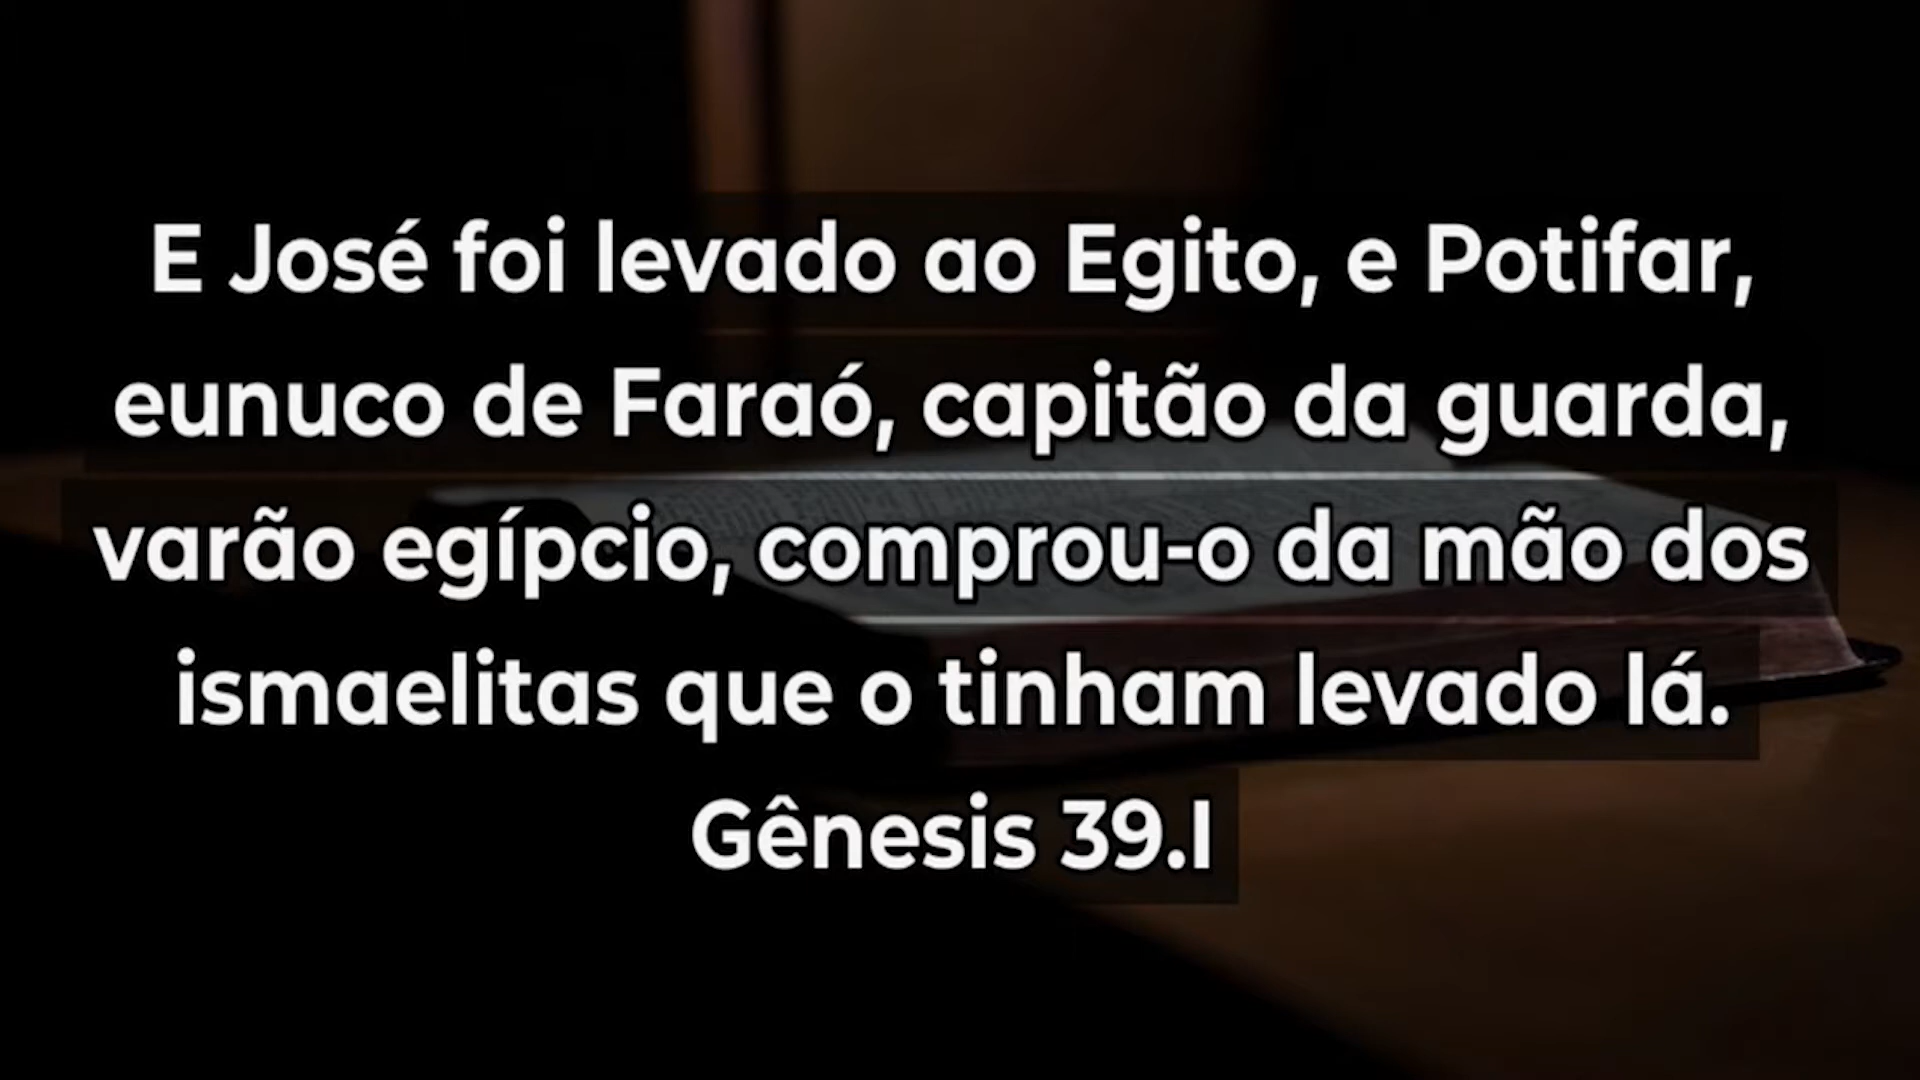 E José foi levado ao Egito, e Potifar,
eunuco de Faraó, capitão da guarda,
varão egípcio, comprou-o da mão dos
ismaelitas que o tinham levado lá.
Gênesis 39.I